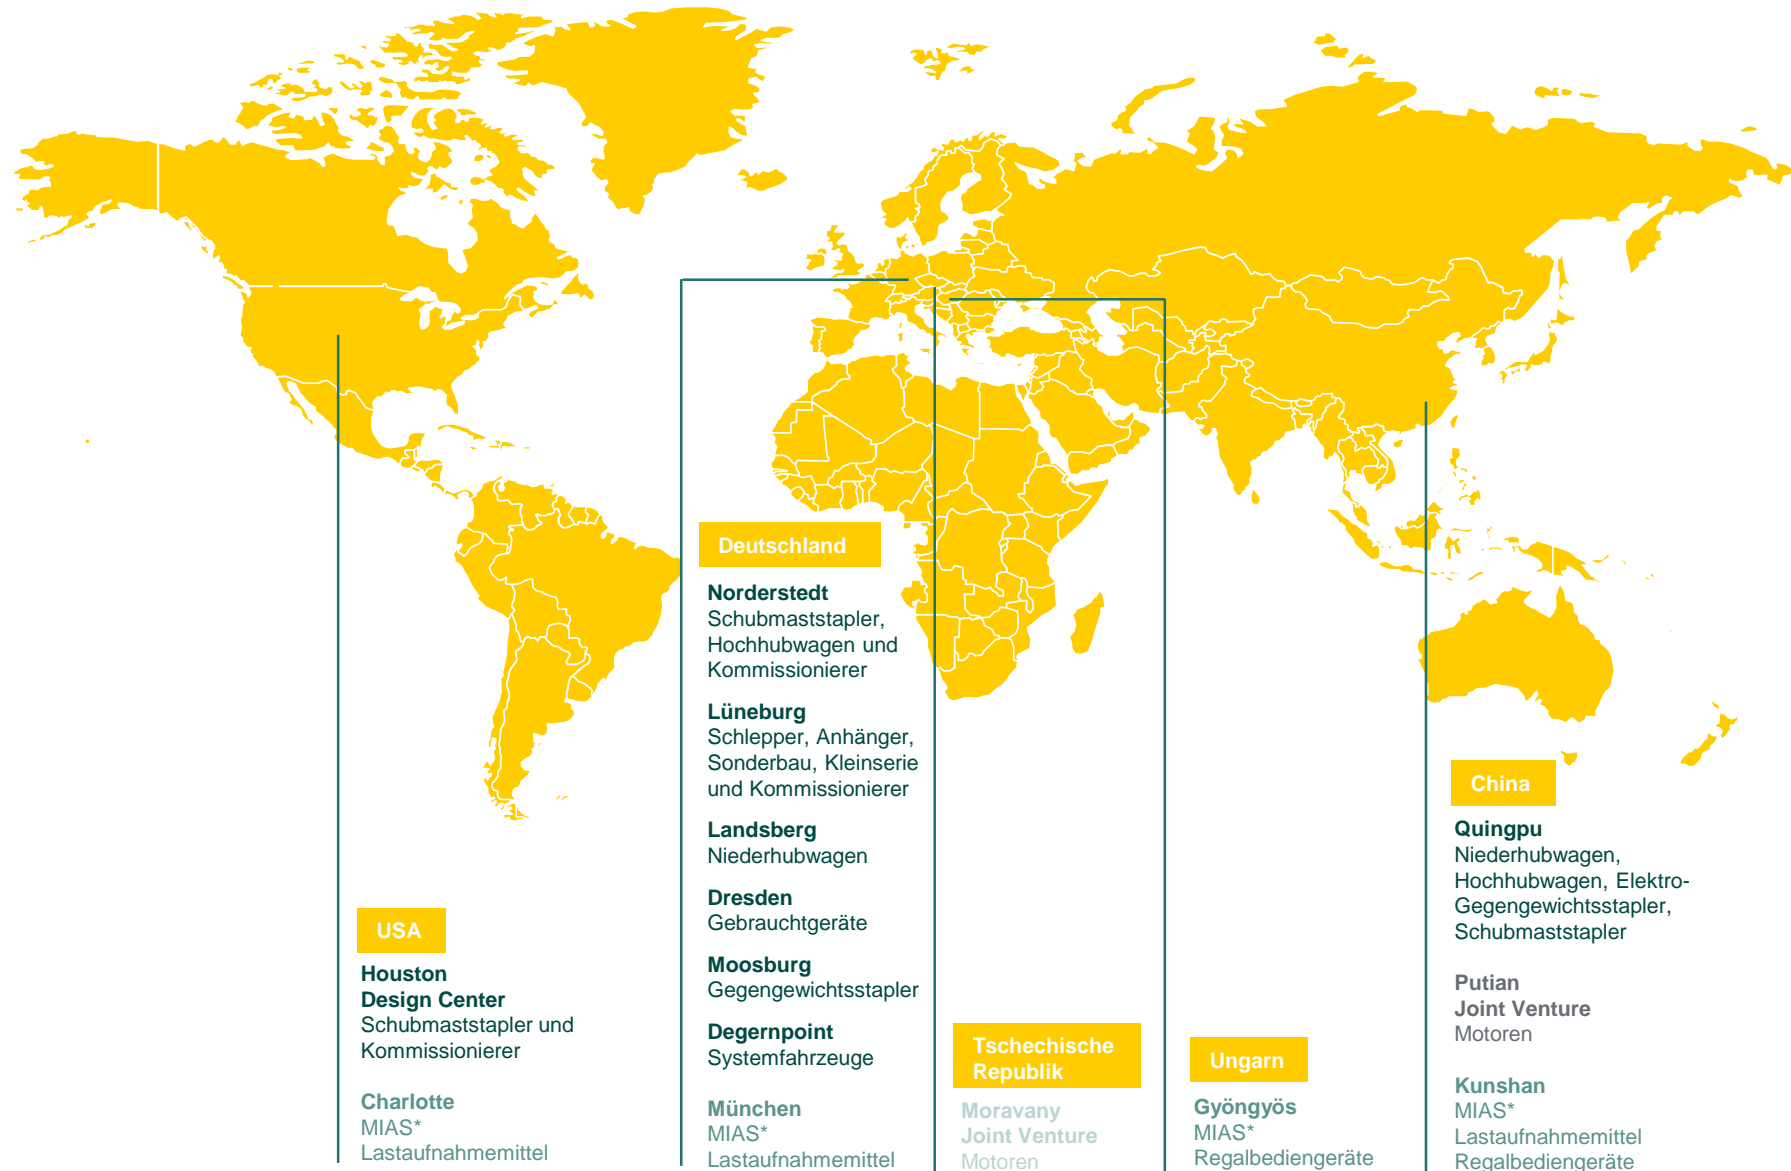 USA
Houston
Design Center
Schubmaststapler und
Kommissionierer
Charlotte
MIAS*
Lastaufnahmemittel
Deutschland
Norderstedt
Schubmaststapler,
Hochhubwagen und
Kommissionierer
Lüneburg
Schlepper, Anhänger,
Sonderbau, Kleinserie
und Kommissionierer
Landsberg
Niederhubwagen
Dresden
Gebrauchtgeräte
Moosburg
Gegengewichtsstapler
Degernpoint
Systemfahrzeuge
München
MIAS*
Lastaufnahmemittel
Tschechische
Republik
Moravany
Joint Venture
Motoren
Ungarn
Gyöngyös
MIAS*
Regalbediengeräte
China
Quingpu
Niederhubwagen,
Hochhubwagen, Elektro-
Gegengewichtsstapler,
Schubmaststapler
Putian
Joint Venture
Motoren
Kunshan
MIAS*
Lastaufnahmemittel
Regalbediengeräte